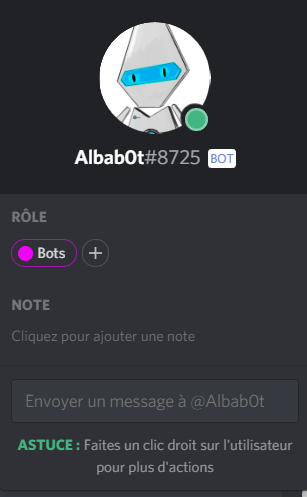 Albab0t#8725 BOT
RÔLE
Bots
NOTE
Cliquez pour ajouter une note
Envoyer un message à @Albab0t
ASTUCE : Faites un clic droit sur l'utilisateur
pour plus d'actions